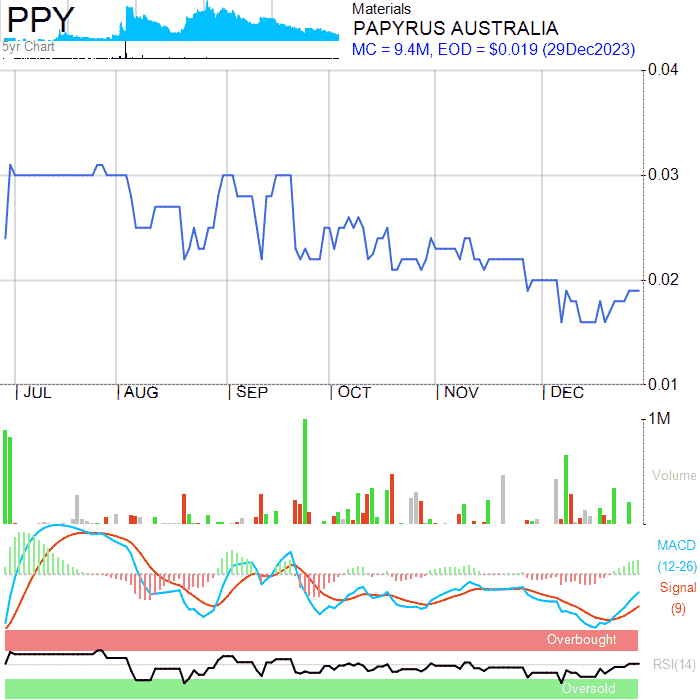 PPY
5yr Chart
Materials
PAPYRUS AUSTRALIA
MC = 9.4M, EOD = $0.019 (29Dec2023)
0.04
0.03
0.02
0.01
JUL AUG SEP OCT NOV DEC
1M
Volume
MACD
(12-26)
Signal
(9)
Overbought
RSI(14)
Oversold